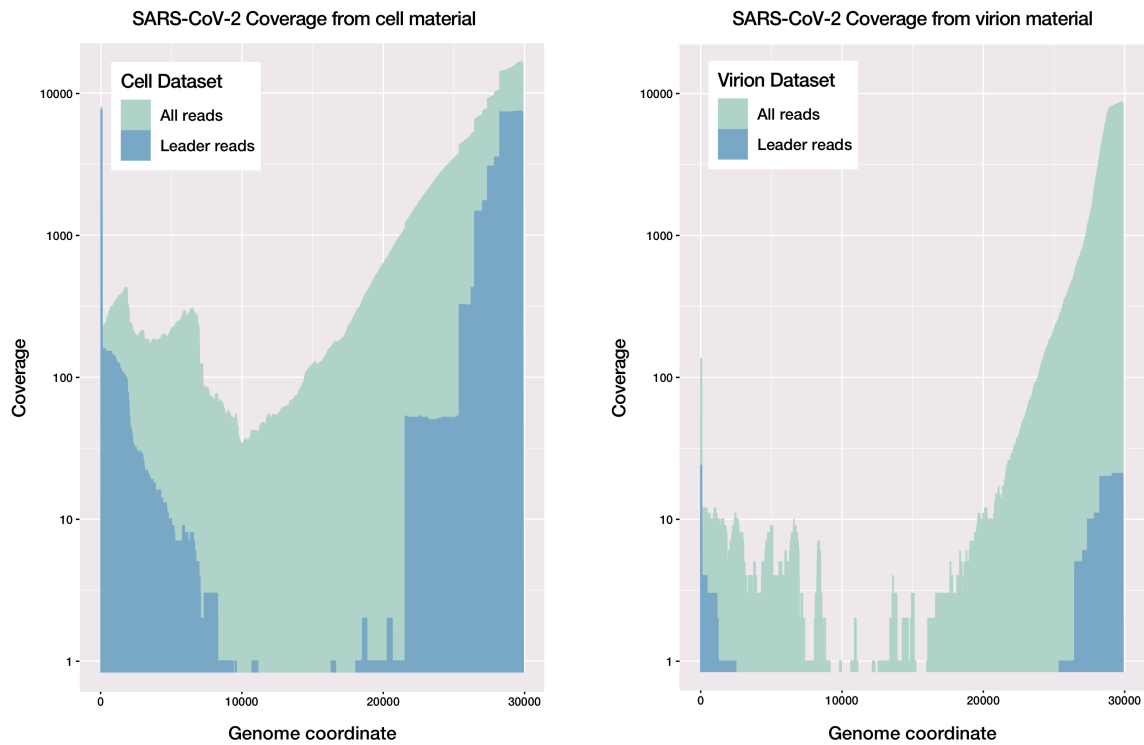 SARS-CoV-2 Coverage from cell material
Cell Dataset
All reads
Leader reads
10000
1000
100
10
1
Coverage
0
10000
20000
30000
Genome coordinate
SARS-CoV-2 Coverage from virion material
Virion Dataset
All reads
Leader reads
10000
1000
100
10
1
Coverage
0
10000
20000
30000
Genome coordinate